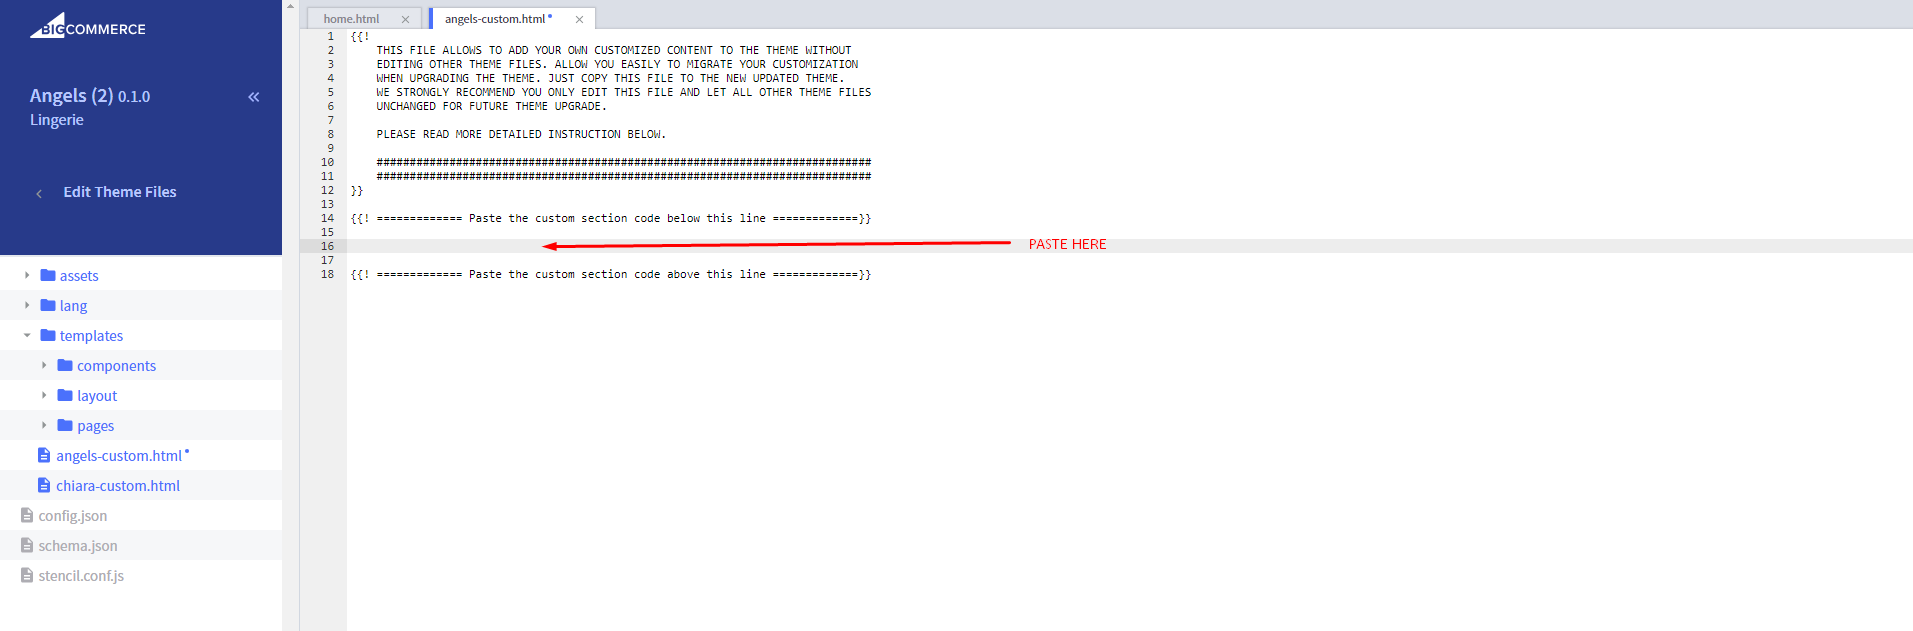 BIGCOMMERCE
Angels (2) 0.1.0
Lingerie
Edit Theme Files
assets
lang
templates
components
layout
pages
angels-custom.html
chiara-custom.html
config.json
schema.json
stencil.conf.js
home.html
angels-custom.html
1 {{!
2 THIS FILE ALLOWS TO ADD YOUR OWN CUSTOMIZED CONTENT TO THE THEME WITHOUT
3 EDITING OTHER THEME FILES. ALLOW YOU EASILY TO MIGRATE YOUR CUSTOMIZATION
4 WHEN UPGRADING THE THEME. JUST COPY THIS FILE TO THE NEW UPDATED THEME.
5 WE STRONGLY RECOMMEND YOU ONLY EDIT THIS FILE AND LET ALL OTHER THEME FILES
6 UNCHANGED FOR FUTURE THEME UPGRADE.
7
8 PLEASE READ MORE DETAILED INSTRUCTION BELOW.
9
10 ###########################################################################
11 ###########################################################################
12 }}
13
14 {{! ============= Paste the custom section code below this line =============}}
15
16 PASTE HERE
17
18 {{! ============= Paste the custom section code above this line =============}}